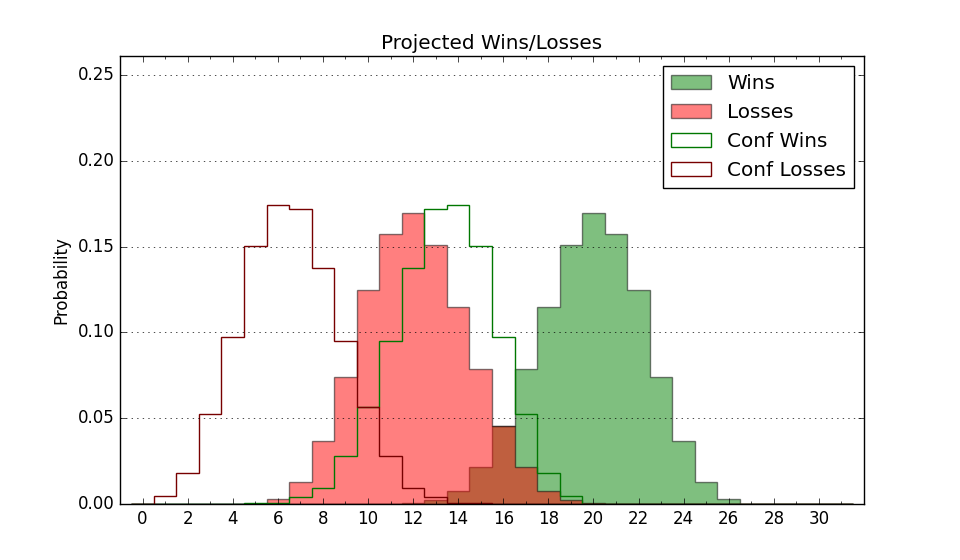 Projected Wins/Losses
0.25
0.20
0.15
0.10
0.05
0.00
Probability
Wins
Losses
Conf Wins
Conf Losses
0 2 4 6 8 10 12 14 16 18 20 22 24 26 28 30